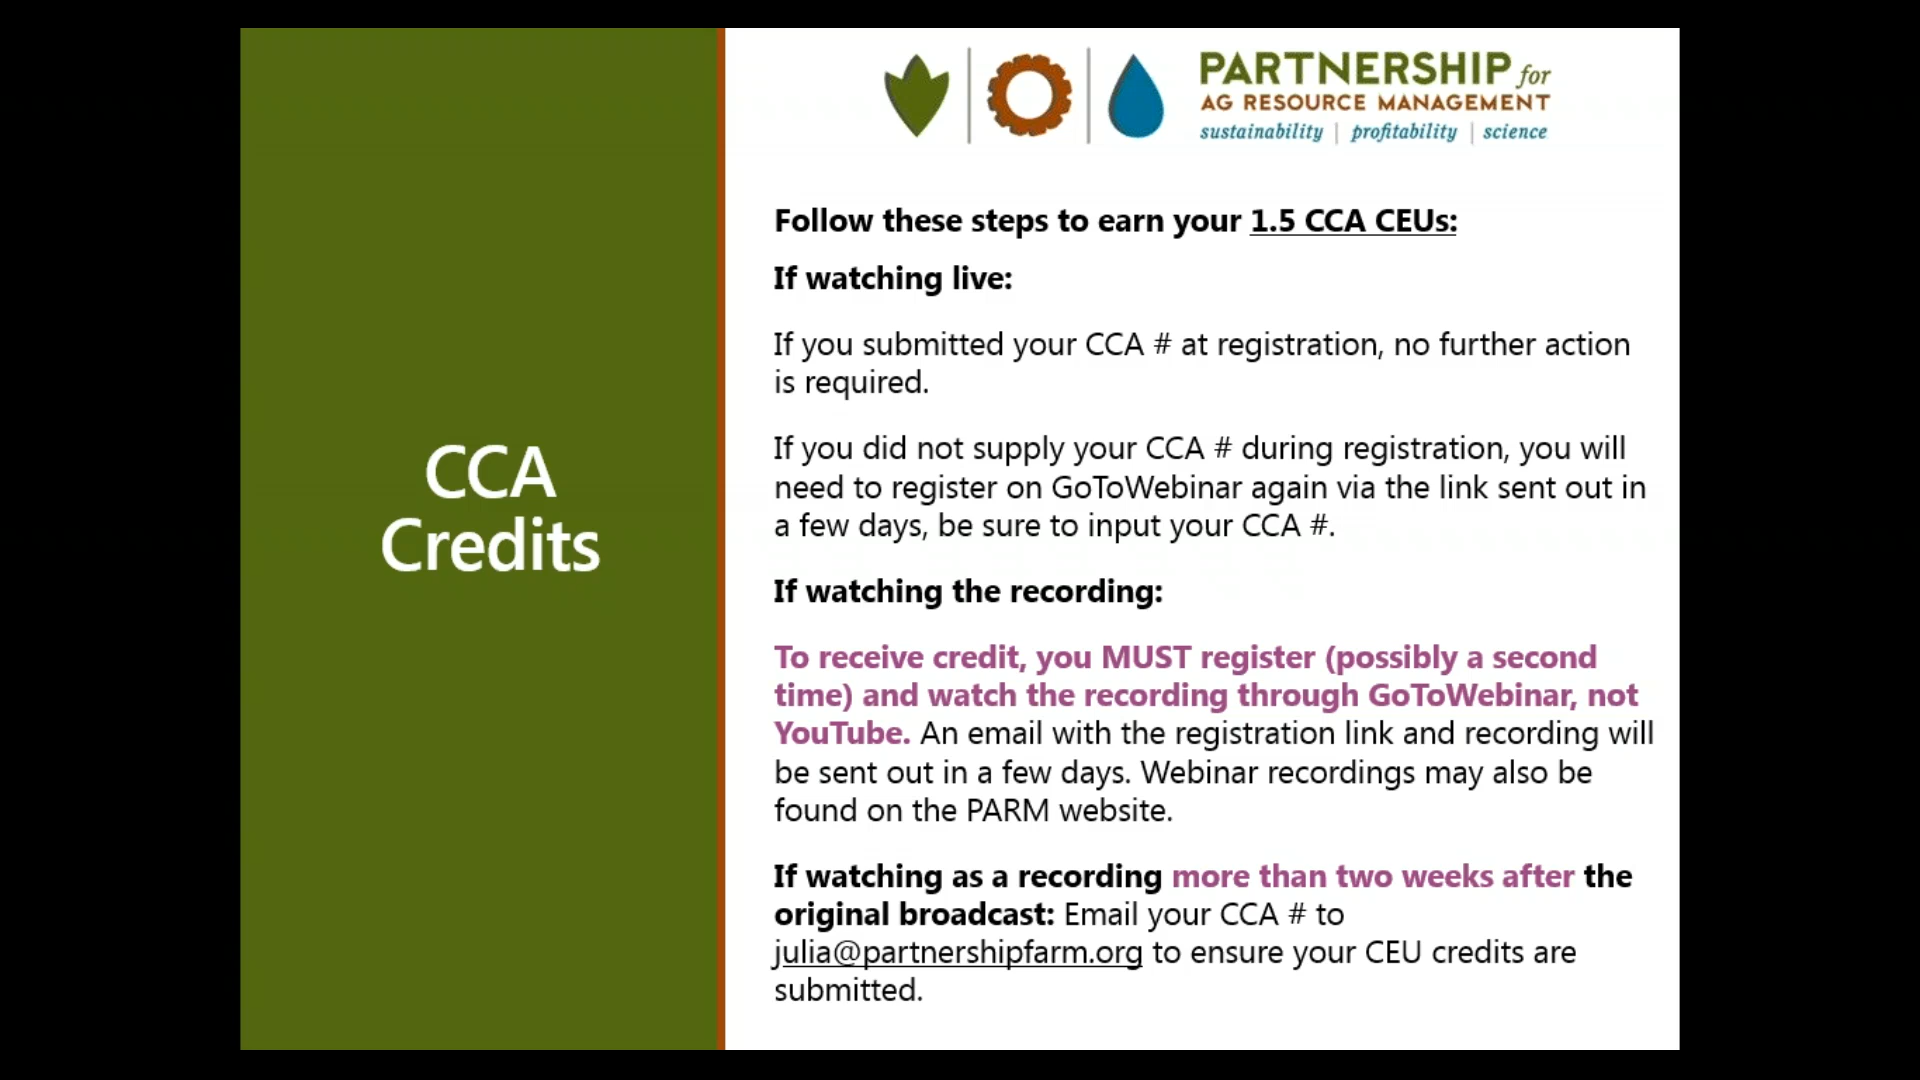 CCA
Credits
PARTNERSHIP for
AG RESOURCE MANAGEMENT
sustainability | profitability | science
Follow these steps to earn your 1.5 CCA CEUs:
If watching live:
If you submitted your CCA # at registration, no further action
is required.
If you did not supply your CCA # during registration, you will
need to register on GoToWebinar again via the link sent out in
a few days, be sure to input your CCA #.
If watching the recording:
To receive credit, you MUST register (possibly a second
time) and watch the recording through GoToWebinar, not
YouTube. An email with the registration link and recording will
be sent out in a few days. Webinar recordings may also be
found on the PARM website.
If watching as a recording more than two weeks after the
original broadcast: Email your CCA # to
julia@partnershipfarm.org to ensure your CEU credits are
submitted.